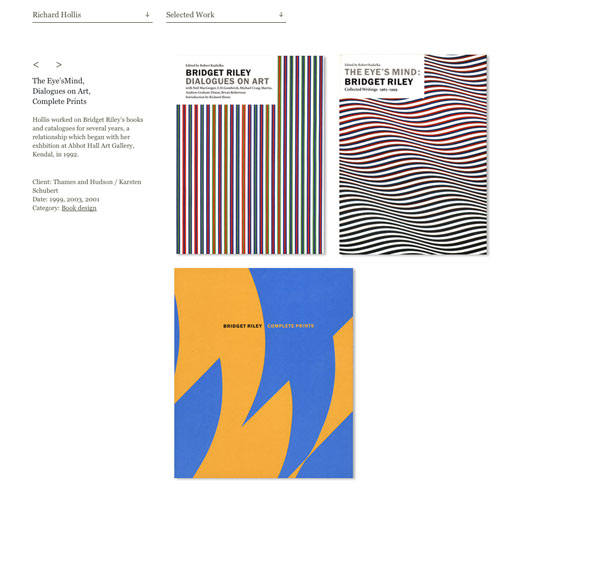 Richard Hollis ↓
Selected Work ↓
< >
The Eye'sMind,
Dialogues on Art,
Complete Prints
Hollis worked on Bridget Riley's books
and catalogues for several years, a
relationship which began with her
exhbition at Abbot Hall Art Gallery,
Kendal, in 1992.
Client: Thames and Hudson / Karsten
Schubert
Date: 1999, 2003, 2001
Category: Book design
Edited by Robert Kudielka
BRIDGET RILEY
DIALOGUES ON ART
with Neil MacGregor, E H Gombrich, Michael Craig-Martin,
Andrew Graham-Dixon, Bryan Robertson
Introduction by Richard Shone
Edited by Robert Kudielka
THE EYE'S MIND:
BRIDGET RILEY
Collected Writings 1965-1999
BRIDGET RILEY COMPLETE PRINTS